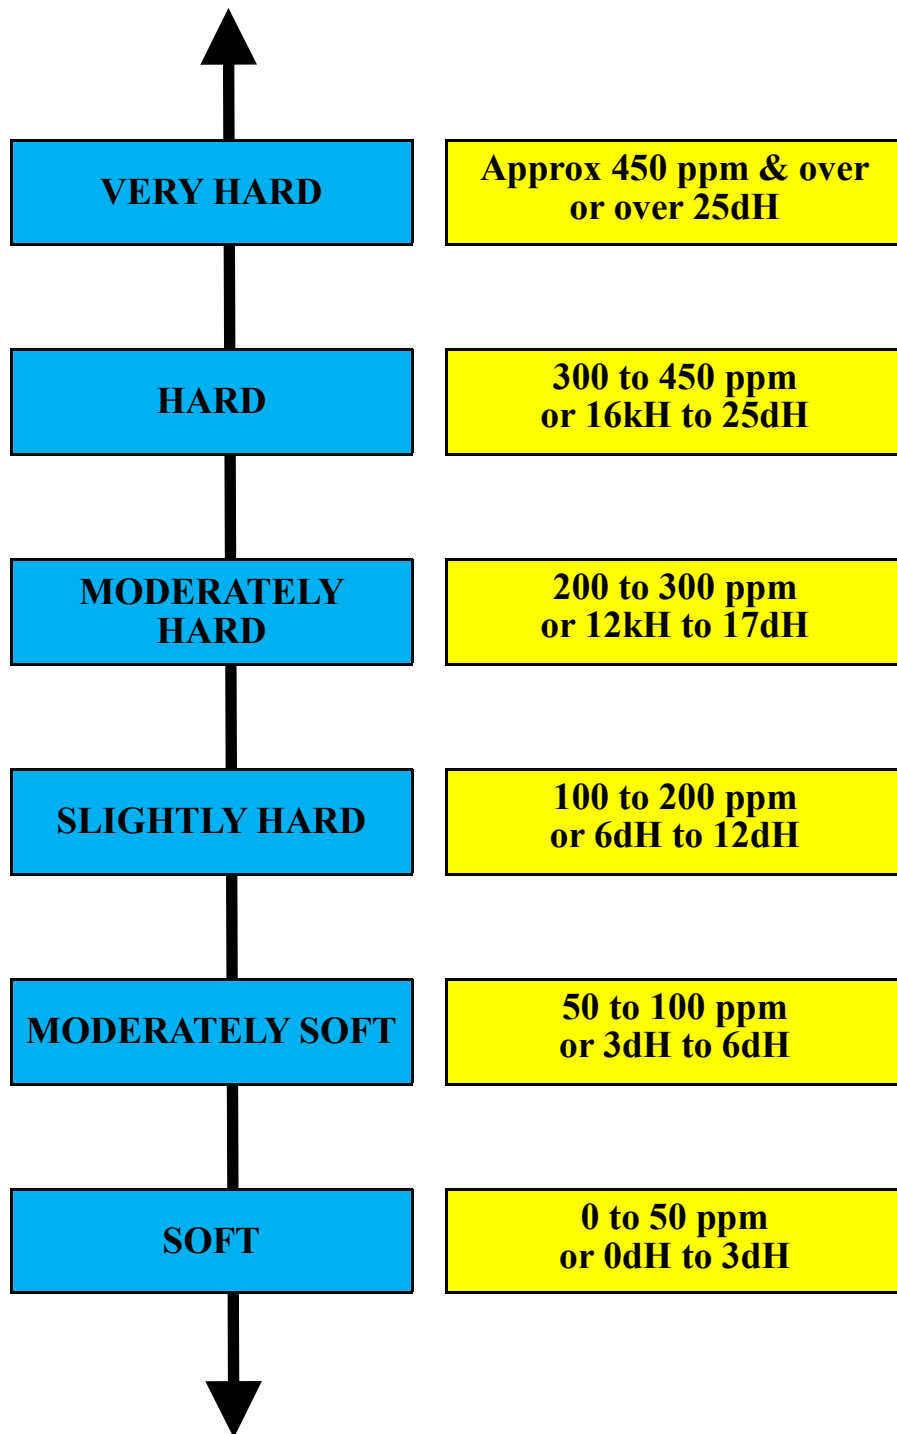 VERY HARD
Approx 450 ppm & over
or over 25dH
HARD
300 to 450 ppm
or 16kH to 25dH
MODERATELY
HARD
200 to 300 ppm
or 12kH to 17dH
SLIGHTLY HARD
100 to 200 ppm
or 6dH to 12dH
MODERATELY SOFT
50 to 100 ppm
or 3dH to 6dH
SOFT
0 to 50 ppm
or 0dH to 3dH